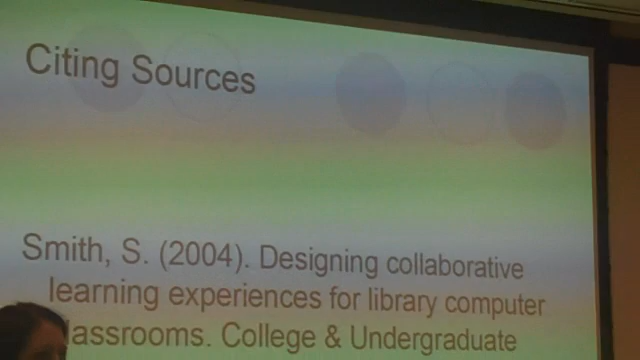 Citing Sources
Smith, S. (2004). Designing collaborative
learning experiences for library computer
lassrooms. College & Undergraduate